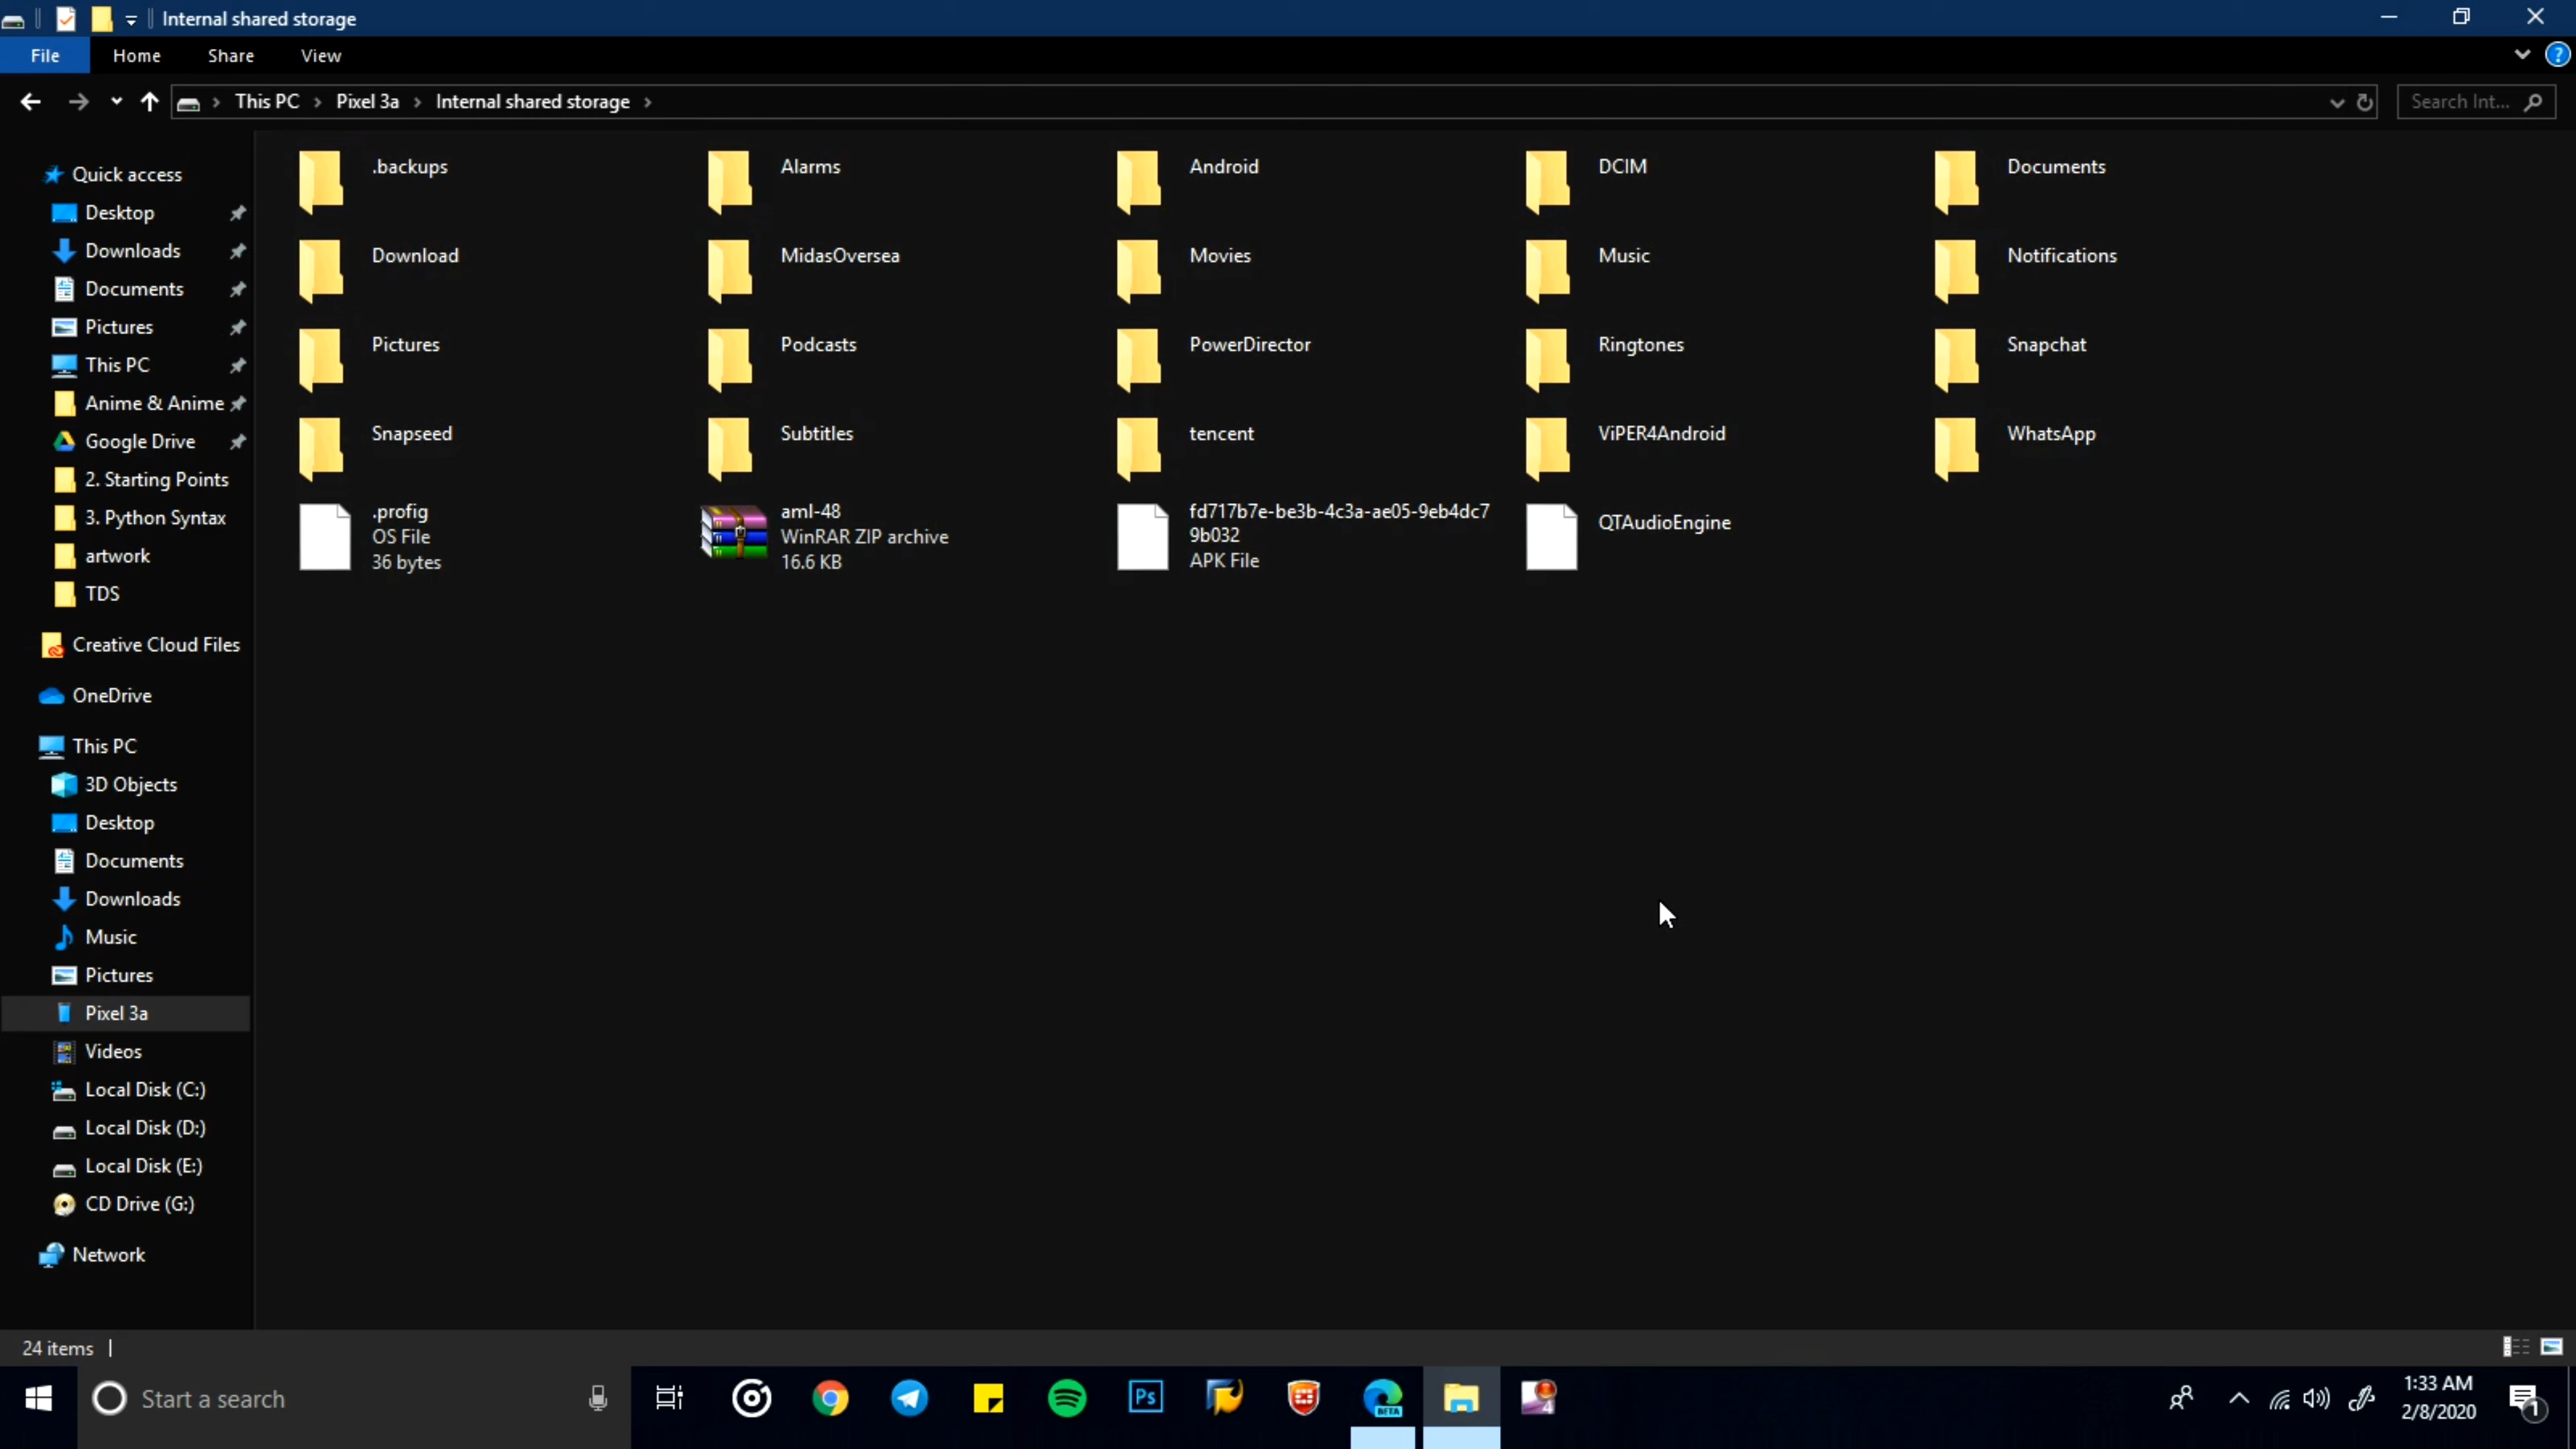 Internal shared storage
File Home Share View
This PC Pixel 3a Internal shared storage
Search Int...
Quick access
Desktop
Downloads
Documents
Pictures
This PC
Anime & Anime
Google Drive
2. Starting Points
3. Python Syntax
artwork
TDS
Creative Cloud Files
OneDrive
This PC
3D Objects
Desktop
Documents
Downloads
Music
Pictures
Pixel 3a
Videos
Local Disk (C:)
Local Disk (D:)
Local Disk (E:)
CD Drive (G:)
Network
.backups Alarms Android DCIM Documents
Download MidasOversea Movies Music Notifications
Pictures Podcasts PowerDirector Ringtones Snapchat
Snapseed Subtitles tencent ViPER4Android WhatsApp
.profig
OS File
36 bytes
aml-48
WinRAR ZIP archive
16.6 KB
fd717b7e-be3b-4c3a-ae05-9eb4dc7
9b032
APK File
QTAudioEngine
24 items
Start a search
Ps
BETA
4
1:33 AM
2/8/2020
1